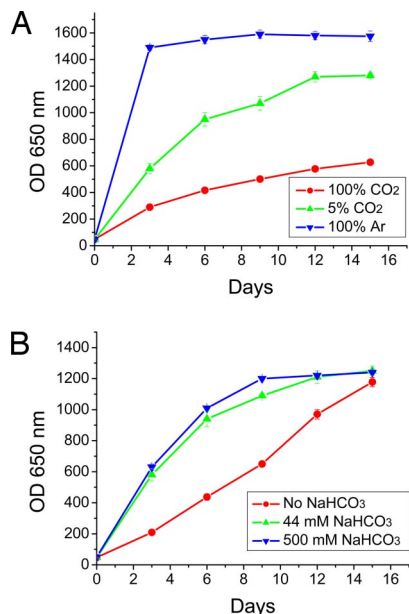 A
1600
1400
1200
1000
800
600
400
200
0
OD 650 nm
100% CO2
5% CO2
100% Ar
0 2 4 6 8 10 12 14 16
Days
B
1400
1200
1000
800
600
400
200
0
OD 650 nm
No NaHCO3
44 mM NaHCO3
500 mM NaHCO3
0 2 4 6 8 10 12 14 16
Days